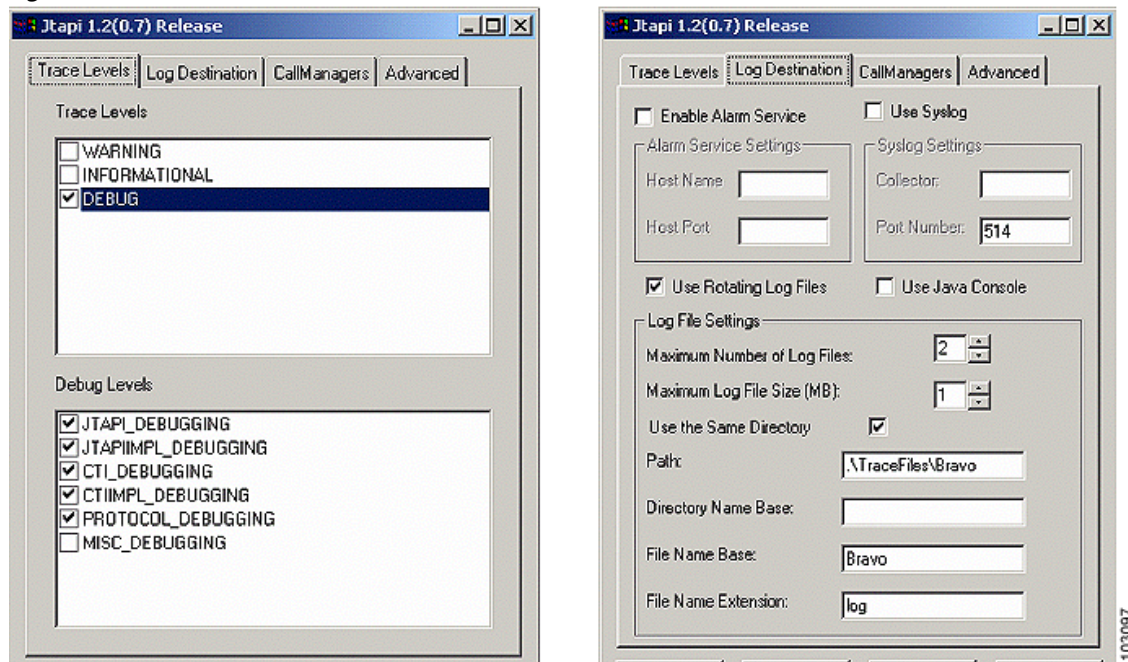 Jtapi 1.2(0.7) Release
Trace Levels Log Destination CallManagers Advanced
Trace Levels
WARNING
INFORMATIONAL
DEBUG
Debug Levels
JTAPI_DEBUGGING
JTAPIIMPL_DEBUGGING
CTI_DEBUGGING
CTIIMPL_DEBUGGING
PROTOCOL_DEBUGGING
MISC_DEBUGGING
Jtapi 1.2(0.7) Release
Trace Levels Log Destination CallManagers Advanced
Enable Alarm Service Use Syslog
Alarm Service Settings Syslog Settings
Host Name Collector:
Host Port Port Number: 514
Use Rotating Log Files Use Java Console
Log File Settings
Maximum Number of Log Files: 2
Maximum Log File Size (MB): 1
Use the Same Directory
Path: .\TraceFiles\Bravo
Directory Name Base:
File Name Base: Bravo
File Name Extension: log
103097